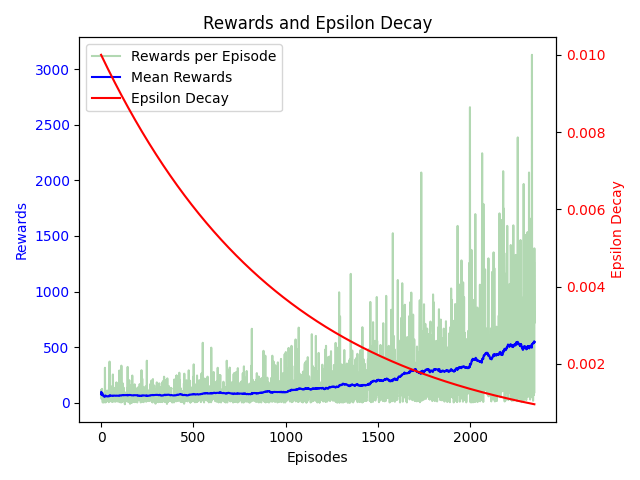 Rewards and Epsilon Decay
Rewards per Episode
Mean Rewards
Epsilon Decay
3000
2500
2000
1500
1000
500
0
Rewards
0.010
0.008
0.006
0.004
0.002
Epsilon Decay
0 500 1000 1500 2000
Episodes